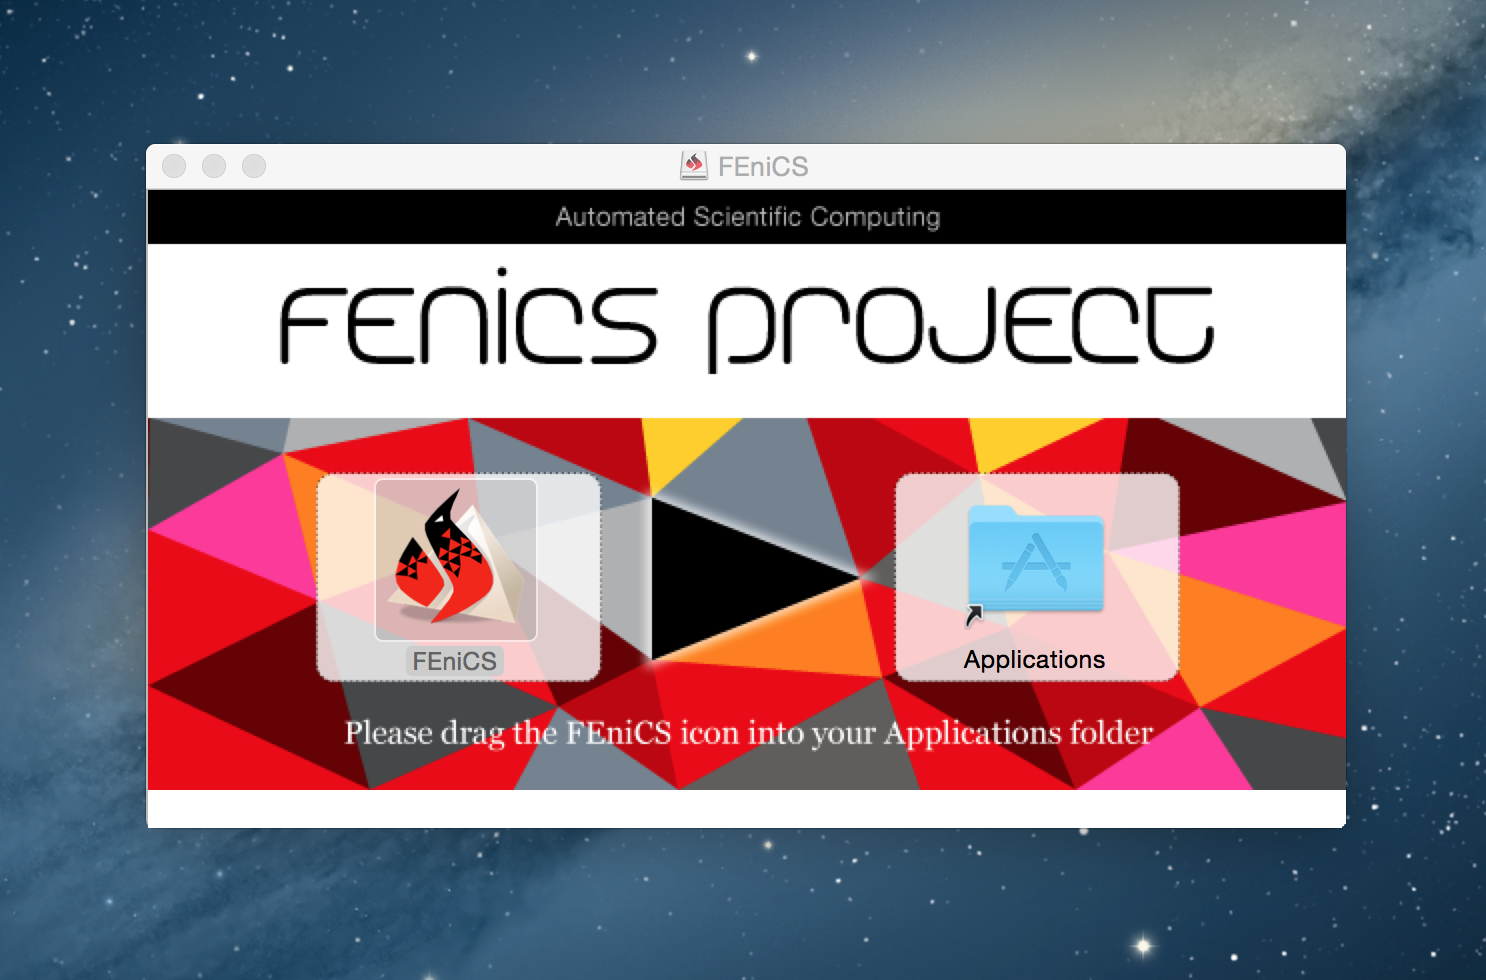 FEniCS
Automated Scientific Computing
FEniCS PROJECT
FEniCS
Applications
Please drag the FEniCS icon into your Applications folder